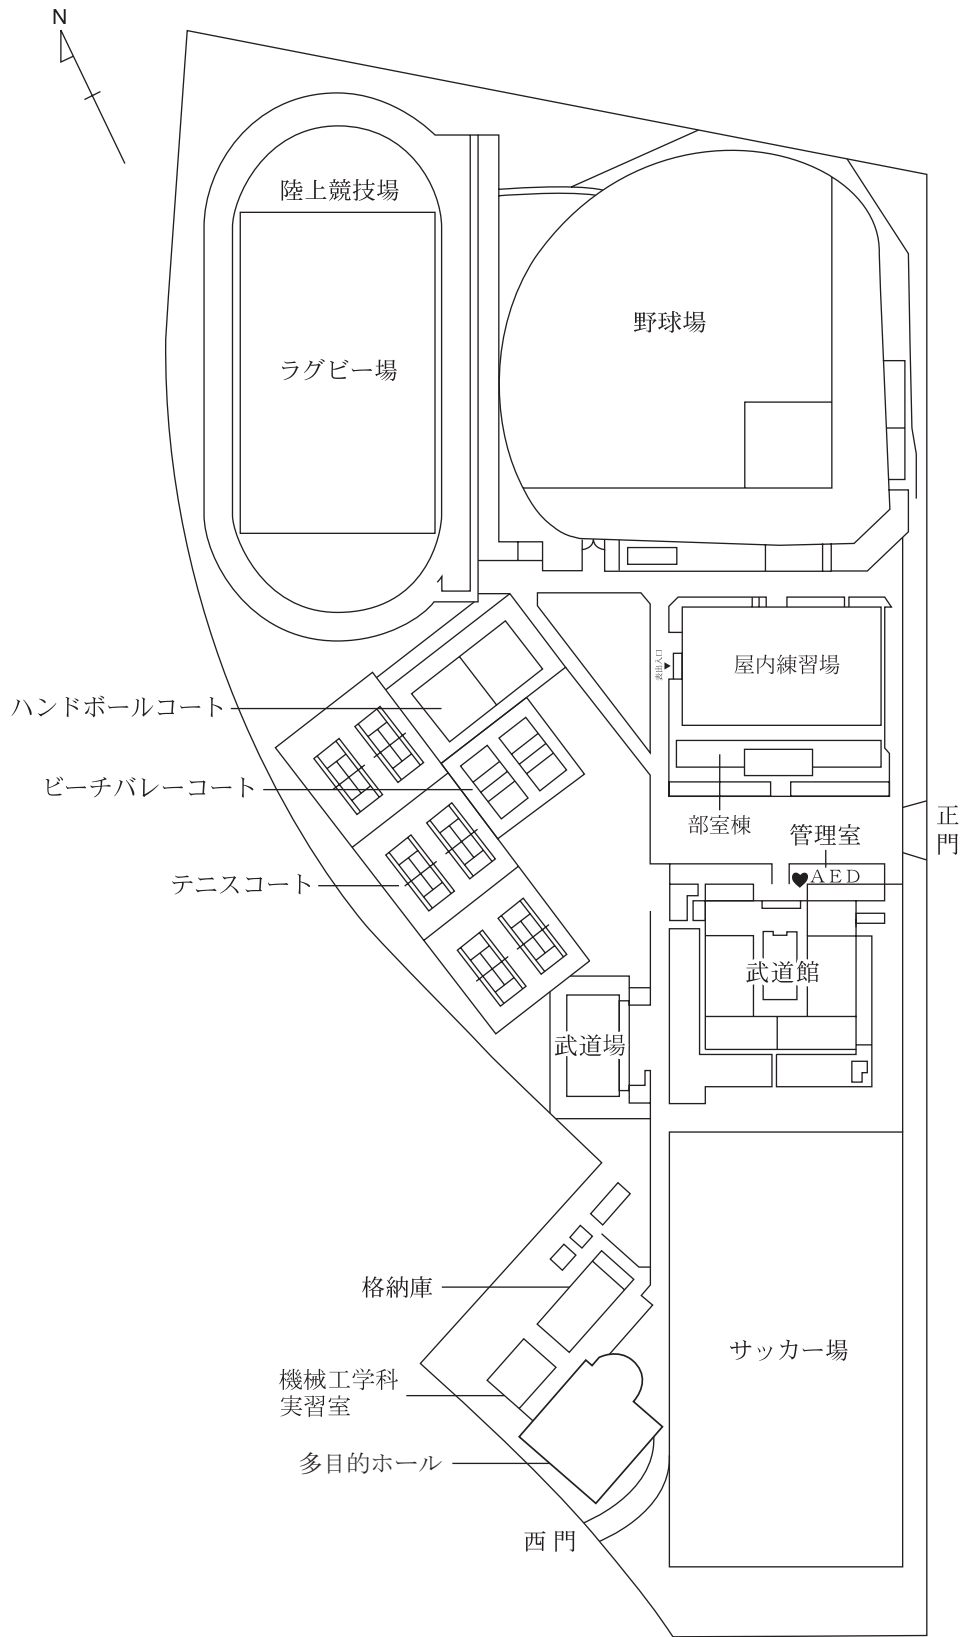 N
陸上競技場
野球場
ラグビー場
屋内練習場
表出入口
ハンドボールコート
ビーチバレーコート
部室棟
正門
管理室
AED
テニスコート
武道館
武道場
格納庫
サッカー場
機械工学科
実習室
多目的ホール
西門